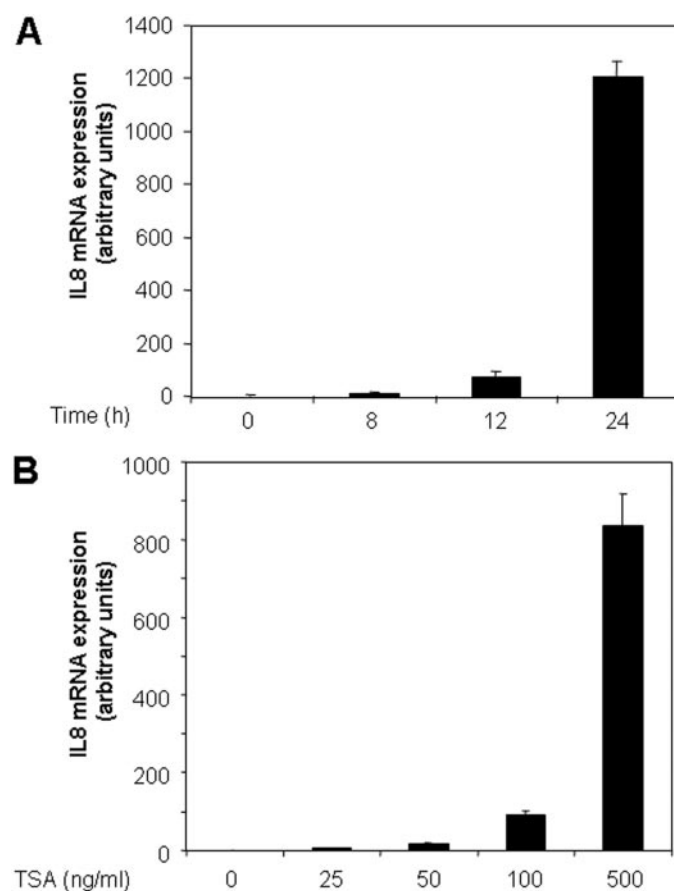 A
IL8 mRNA expression
(arbitrary units)
1400
1200
1000
800
600
400
200
0
Time (h)
0 8 12 24
B
IL8 mRNA expression
(arbitrary units)
1000
800
600
400
200
0
TSA (ng/ml)
0 25 50 100 500